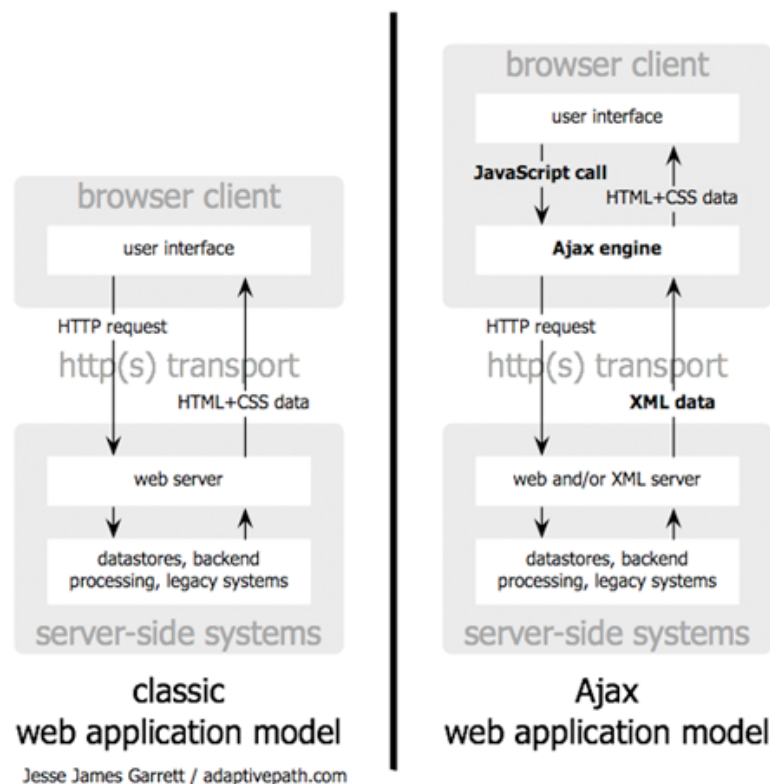 browser client
user interface
HTTP request
http(s) transport
HTML+CSS data
web server
datastores, backend
processing, legacy systems
server-side systems
classic
web application model
Jesse James Garrett / adaptivepath.com
browser client
user interface
JavaScript call
HTML+CSS data
Ajax engine
HTTP request
http(s) transport
XML data
web and/or XML server
datastores, backend
processing, legacy systems
server-side systems
Ajax
web application model